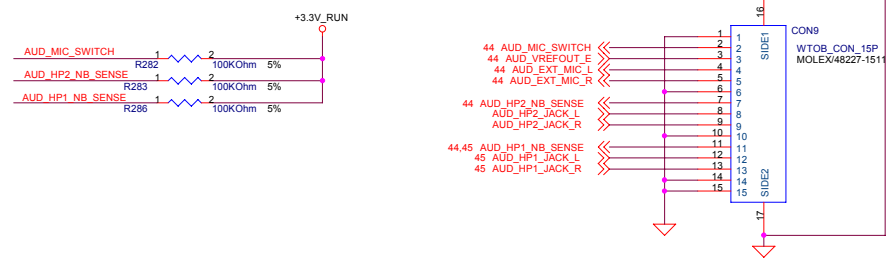 +3.3V_RUN
AUD_MIC_SWITCH
1 2
R282 100KOhm 5%
AUD_HP2_NB_SENSE
1 2
R283 100KOhm 5%
AUD_HP1_NB_SENSE
1 2
R286 100KOhm 5%
16
CON9
SIDE1
WTOB_CON_15P
MOLEX/48227-1511
1 1
44 AUD_MIC_SWITCH 2 2
44 AUD_VREFOUT_E 3 3
44 AUD_EXT_MIC_L 4 4
44 AUD_EXT_MIC_R 5 5
6 6
44 AUD_HP2_NB_SENSE 7 7
AUD_HP2_JACK_L 8 8
AUD_HP2_JACK_R 9 9
10 10
44,45 AUD_HP1_NB_SENSE 11 11
45 AUD_HP1_JACK_L 12 12
45 AUD_HP1_JACK_R 13 13
14 14
15 15
SIDE2
17